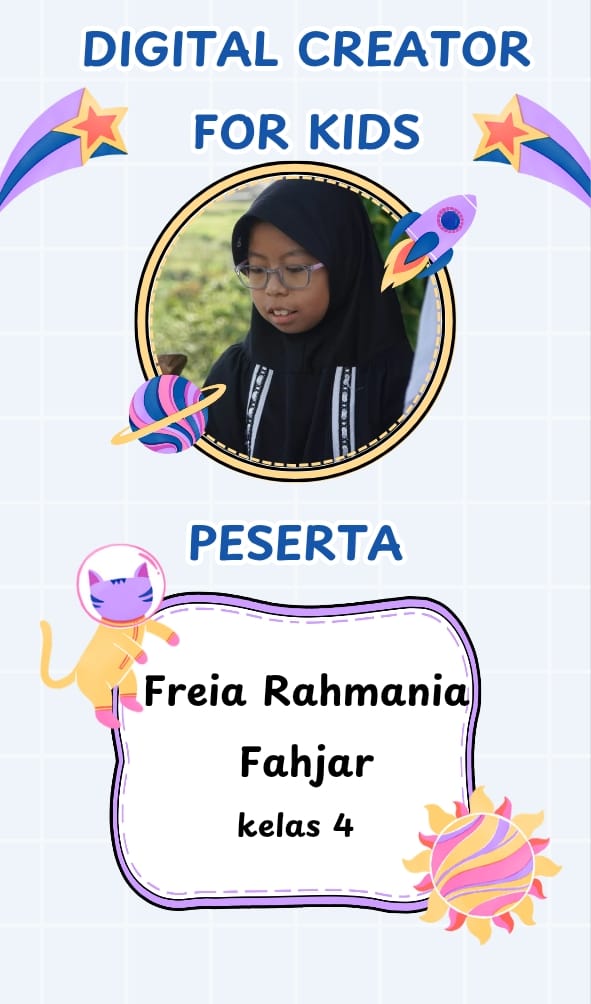 DIGITAL CREATOR
FOR KIDS
PESERTA
Freia Rahmania
Fahjar
kelas 4